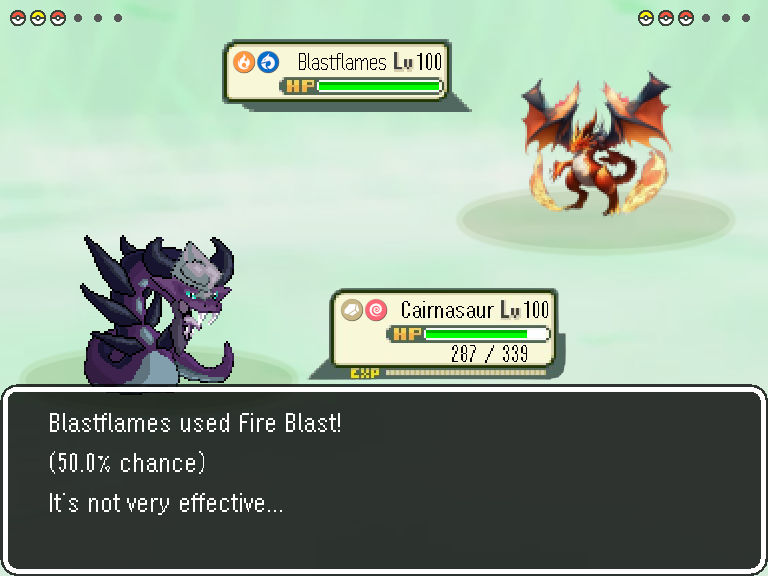 Blastflames Lv100
HP
Cairnasaur Lv100
HP
287 / 339
EXP
Blastflames used Fire Blast!
(50.0% chance)
It's not very effective...